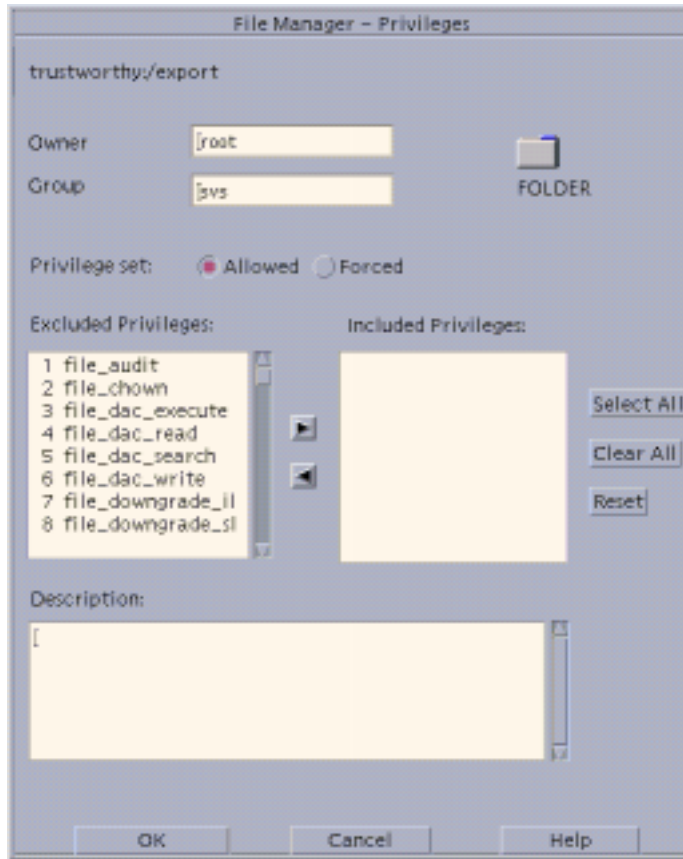 File Manager – Privileges
trustworthy:/export
Owner
root
Group
sys
FOLDER
Privilege set:
Allowed
Forced
Excluded Privileges:
Included Privileges:
1 file_audit
2 file_chown
3 file_dac_execute
4 file_dac_read
5 file_dac_search
6 file_dac_write
7 file_downgrade_il
8 file_downgrade_sl
Select All
Clear All
Reset
Description:
OK
Cancel
Help